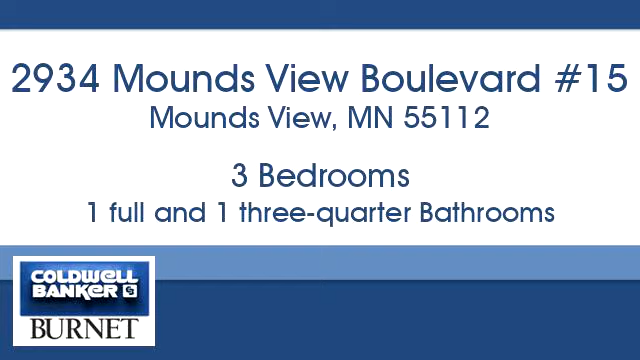 2934 Mounds View Boulevard #15
Mounds View, MN 55112
3 Bedrooms
1 full and 1 three-quarter Bathrooms
COLDWELL
BANKER CB
BURNET